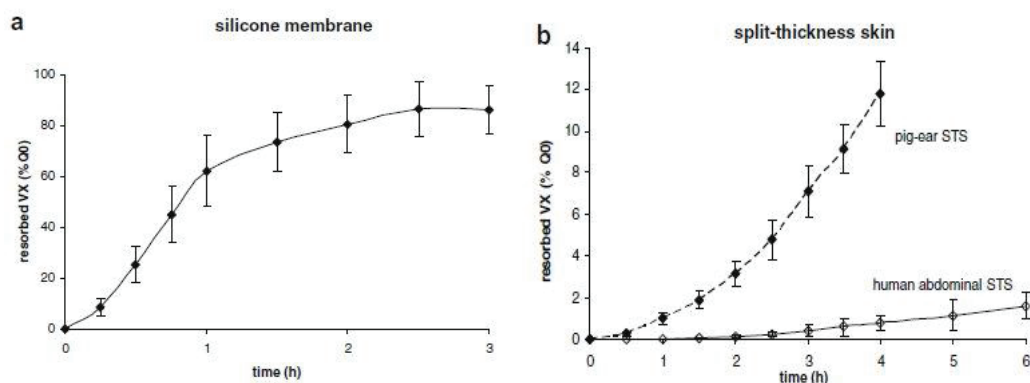 a
silicone membrane
resorbed VX (% Q0)
100
80
60
40
20
0
0 1 2 3
time (h)
b
split-thickness skin
resorbed VX (% Q0)
14
12
10
8
6
4
2
0
pig-ear STS
human abdominal STS
0 1 2 3 4 5 6
time (h)